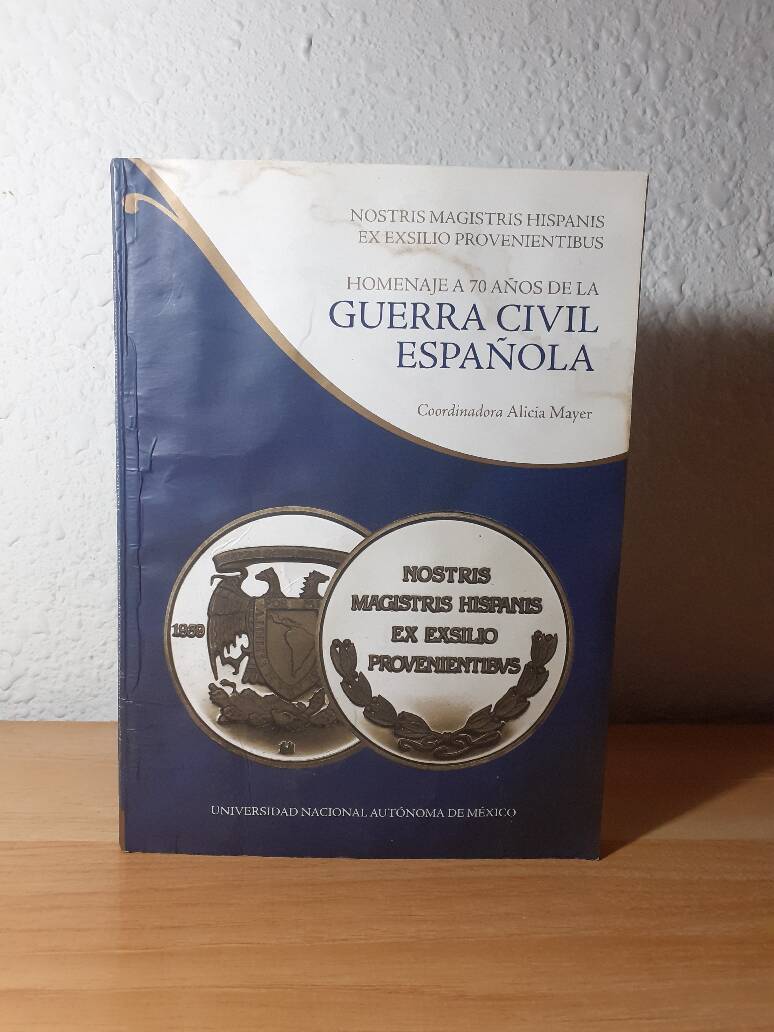 NOSTRIS MAGISTRIS HISPANIS
EX EXSILIO PROVENIENTIBUS
HOMENAJE A 70 AÑOS DE LA
GUERRA CIVIL
ESPAÑOLA
Coordinadora Alicia Mayer
1939
NOSTRIS
MAGISTRIS HISPANIS
EX EXSILIO
PROVENIENTIBVS
UNIVERSIDAD NACIONAL AUTÓNOMA DE MÉXICO